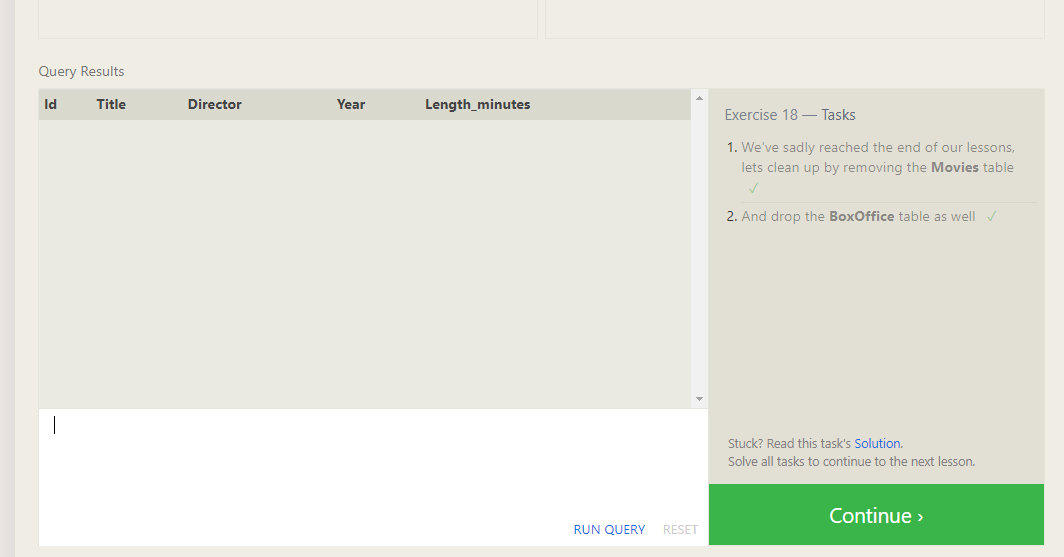 Query Results
Id Title Director Year Length_minutes
Exercise 18 — Tasks
1. We've sadly reached the end of our lessons,
lets clean up by removing the Movies table
✓
2. And drop the BoxOffice table as well ✓
Stuck? Read this task's Solution.
Solve all tasks to continue to the next lesson.
RUN QUERY RESET
Continue ›